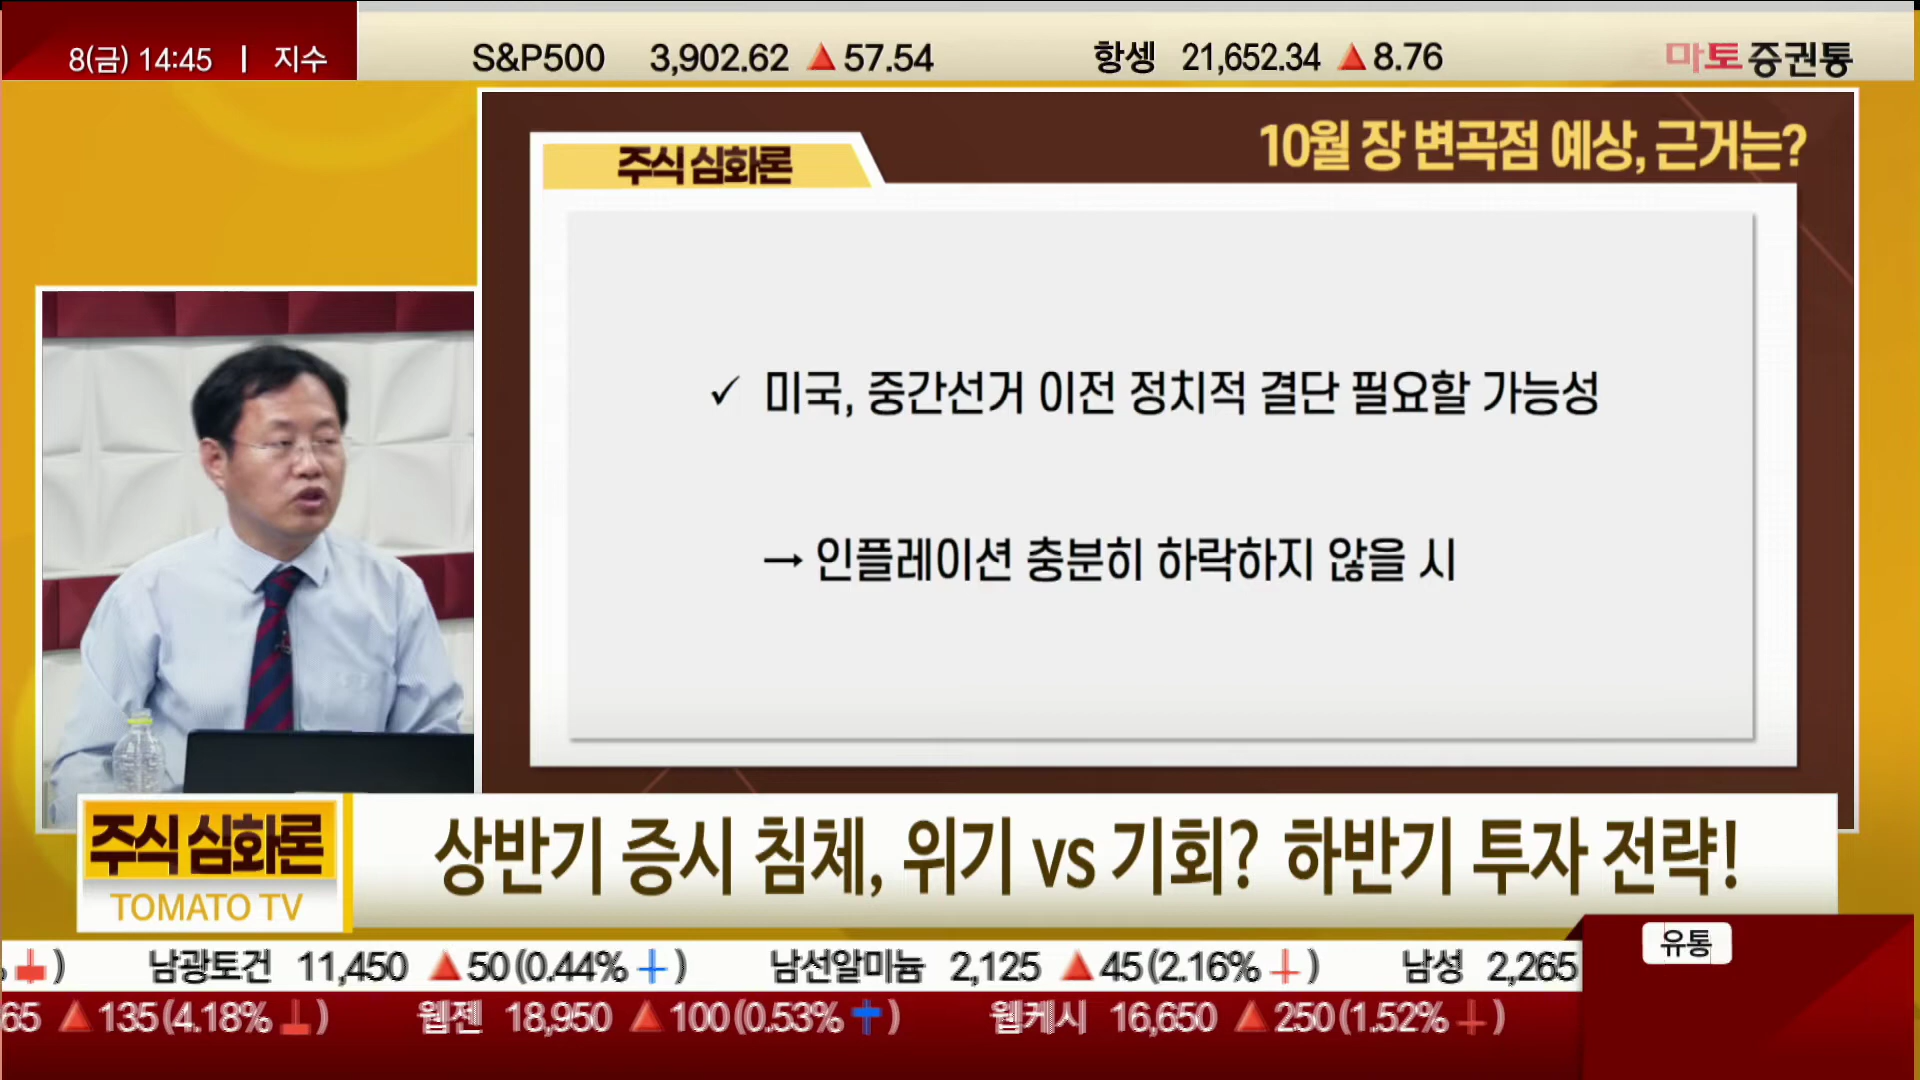 8(금) 14:45 | 지수
S&P500 3,902.62 ▲57.54 항셍 21,652.34 ▲8.76
마토증권통
10월 장 변곡점 예상, 근거는?
주식 심화론
✓ 미국, 중간선거 이전 정치적 결단 필요할 가능성
→ 인플레이션 충분히 하락하지 않을 시
주식 심화론
TOMATO TV
상반기 증시 침체, 위기 vs 기회? 하반기 투자 전략!
유통
) 남광토건 11,450 ▲50(0.44% ) 남선알미늄 2,125 ▲45(2.16% ) 남성 2,265
65 ▲135(4.18% ) 웹젠 18,950 ▲100(0.53% ) 웹케시 16,650 ▲250(1.52% )